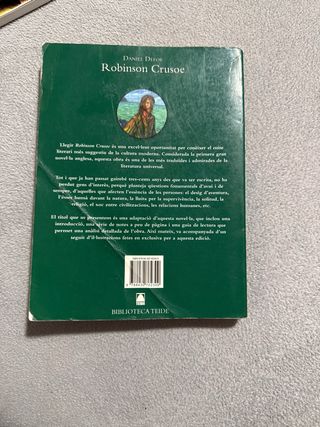 DANIEL DEFOE
ROBINSON CRUSOE
Llegir Robinson Crusoe és una excel·lent oportunitat per conèixer el mite
literari més suggestiu de la cultura moderna. Considerada la primera gran
novel·la anglesa, aquesta obra és una de les més traduïdes i admirades de la
literatura universal.
Tot i que ja han passat gairebé tres-cents anys des que va ser escrita, no ha
perdut gens d'interès, perquè planteja qüestions fonamentals d'avui i de
sempre, d'aquelles que afecten l'essència de les persones: el desig d'aventura,
l'ésser humà davant la natura, la lluita per la supervivència, la solitud, la
religió, el xoc entre civilitzacions, les relacions humanes, etc.
El títol que us presentem és una adaptació d'aquesta novel·la, que inclou una
introducció, una sèrie de notes a peu de pàgina i una guia de lectura que
permet una anàlisi detallada de l'obra. Així mateix, va acompanyada d'un
seguit d'il·lustracions fetes en exclusiva per a aquesta edició.
BIBLIOTECA TEIDE